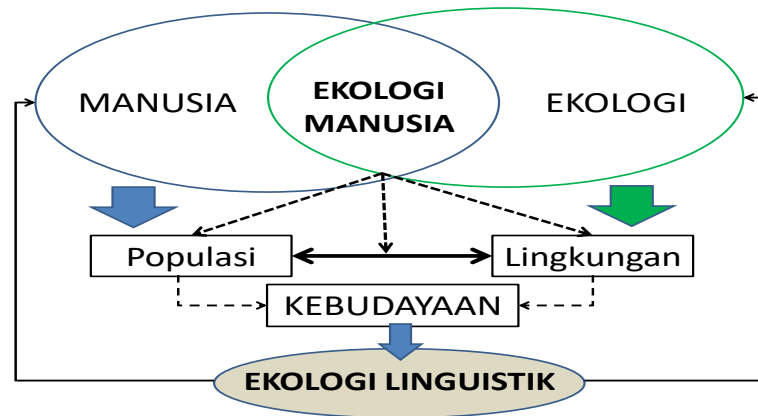 MANUSIA
EKOLOGI
MANUSIA
EKOLOGI
Populasi
Lingkungan
KEBUDAYAAN
EKOLOGI LINGUISTIK